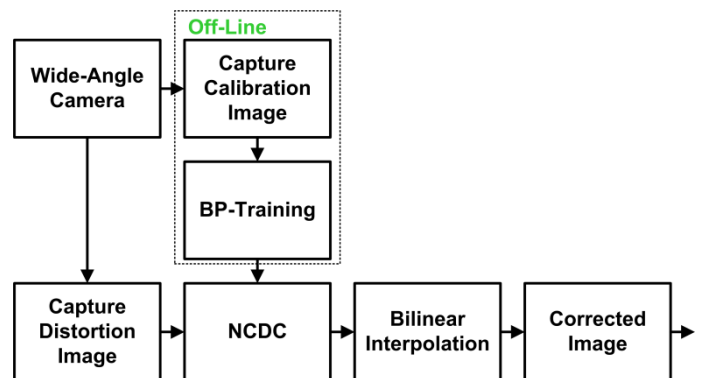 Off-Line
Wide-Angle
Camera
Capture
Calibration
Image
BP-Training
Capture
Distortion
Image
NCDC
Bilinear
Interpolation
Corrected
Image